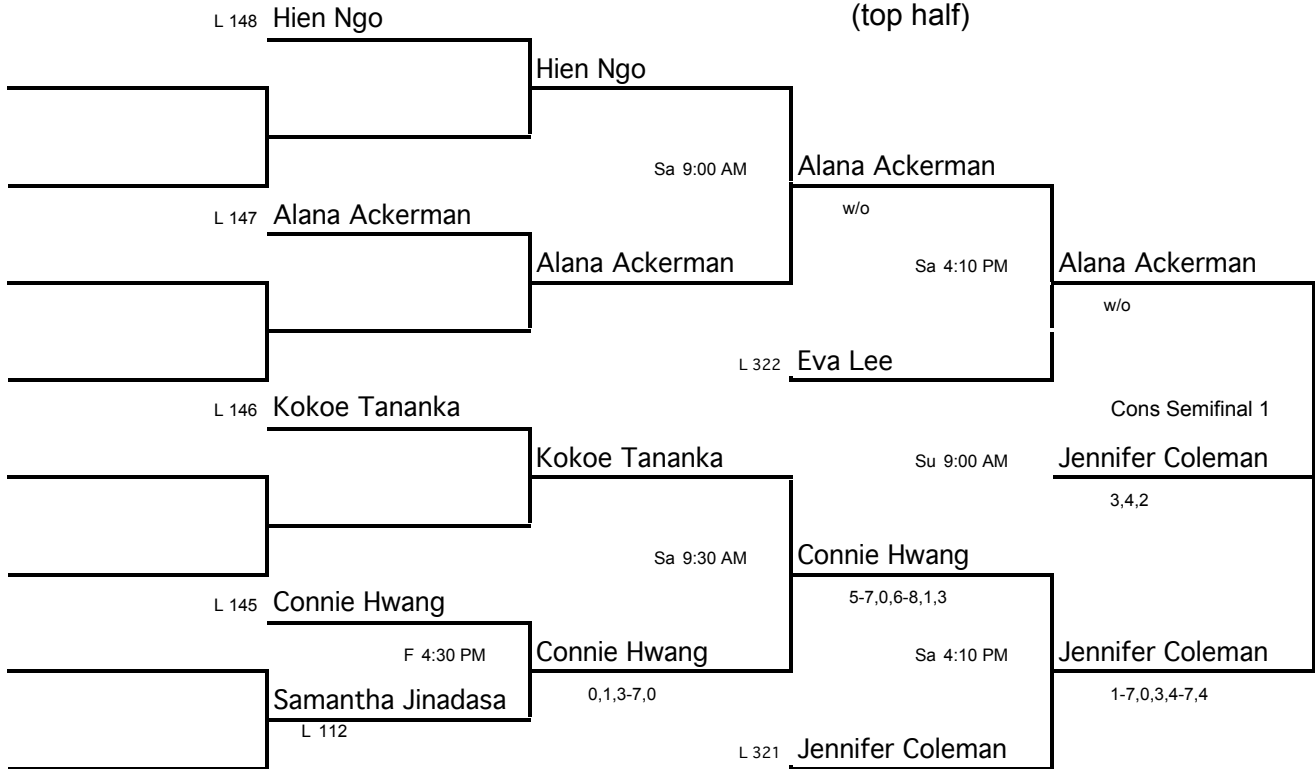 L 148 Hien Ngo
(top half)
Hien Ngo
Sa 9:00 AM Alana Ackerman
w/o
L 147 Alana Ackerman
Alana Ackerman
Sa 4:10 PM Alana Ackerman
w/o
L 322 Eva Lee
L 146 Kokoe Tananka
Cons Semifinal 1
Kokoe Tananka
Su 9:00 AM Jennifer Coleman
3,4,2
Sa 9:30 AM Connie Hwang
5-7,0,6-8,1,3
L 145 Connie Hwang
F 4:30 PM Connie Hwang
0,1,3-7,0
Sa 4:10 PM Jennifer Coleman
1-7,0,3,4-7,4
Samantha Jinadasa
L 112
L 321 Jennifer Coleman